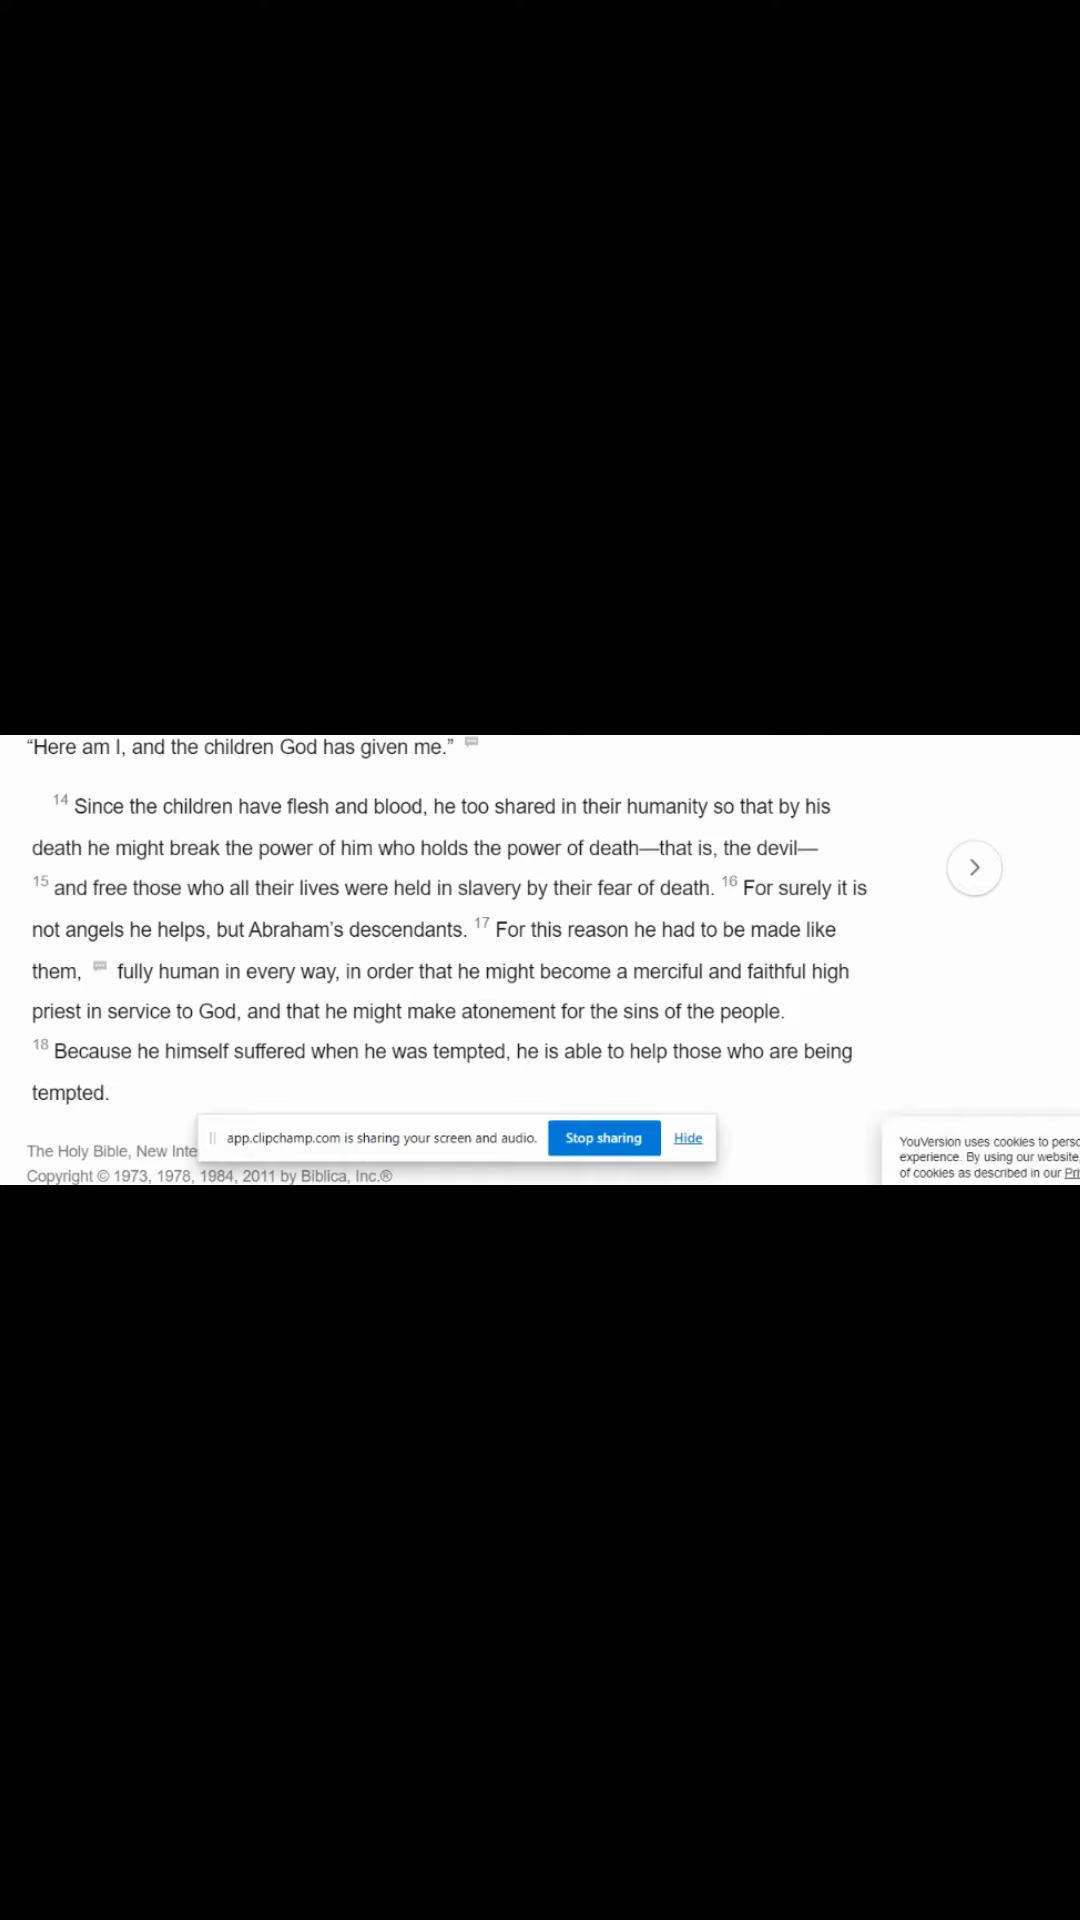 “Here am I, and the children God has given me.”
14 Since the children have flesh and blood, he too shared in their humanity so that by his
death he might break the power of him who holds the power of death—that is, the devil—
15 and free those who all their lives were held in slavery by their fear of death. 16 For surely it is
not angels he helps, but Abraham’s descendants. 17 For this reason he had to be made like
them, fully human in every way, in order that he might become a merciful and faithful high
priest in service to God, and that he might make atonement for the sins of the people.
18 Because he himself suffered when he was tempted, he is able to help those who are being
tempted.
app.clipchamp.com is sharing your screen and audio. Stop sharing Hide
The Holy Bible, New Inte
Copyright © 1973, 1978, 1984, 2011 by Biblica, Inc.®
YouVersion uses cookies to perso
experience. By using our website,
of cookies as described in our Pri